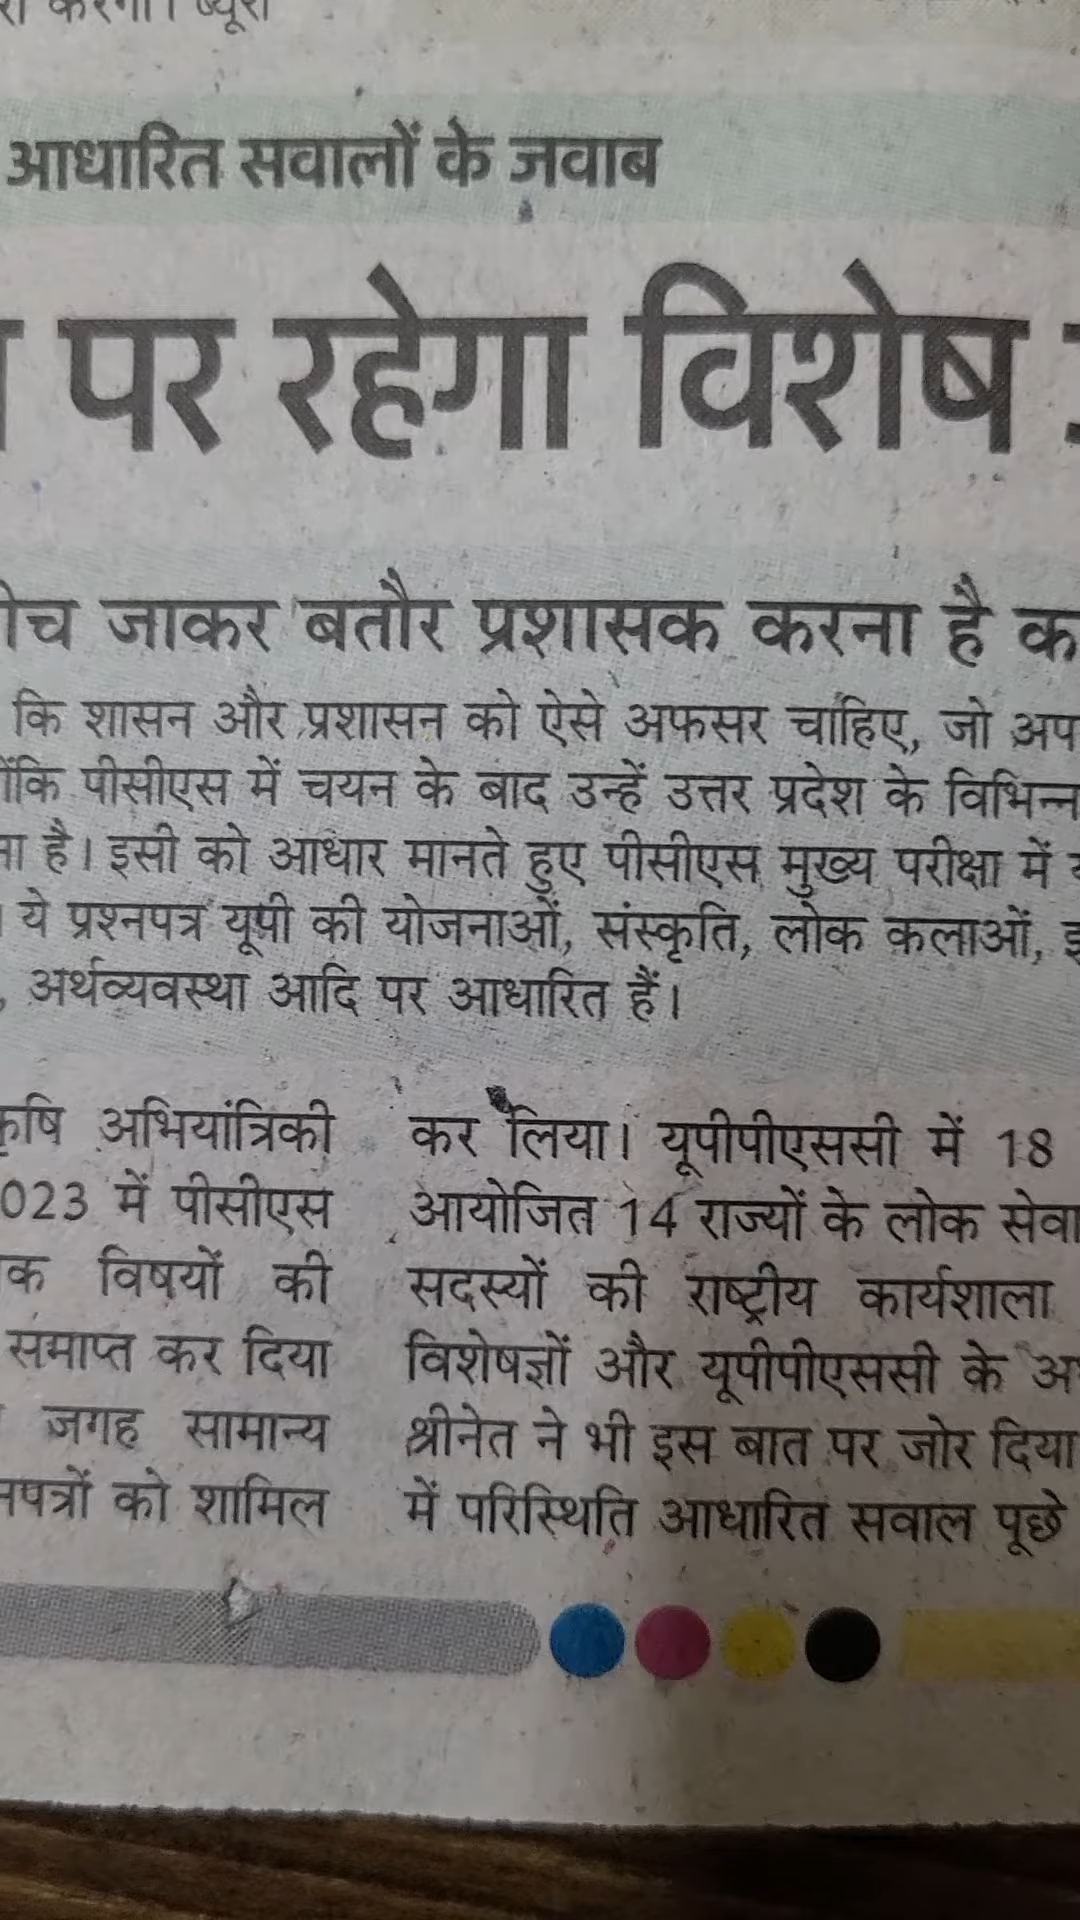 करेगा। ब्यूरो
आधारित सवालों के जवाब
पर रहेगा विशेष
जाकर बतौर प्रशासक करना है
कि शासन और प्रशासन को ऐसे अफसर चाहिए, जो
पीसीएस में चयन के बाद उन्हें उत्तर प्रदेश के विभिन्न
है। इसी को आधार मानते हुए पीसीएस मुख्य परीक्षा में
ये प्रश्नपत्र यूपी की योजनाओं, संस्कृति, लोक कलाओं,
अर्थव्यवस्था आदि पर आधारित हैं।
कृषि अभियांत्रिकी
023 में पीसीएस
विषयों की
समाप्त कर दिया
जगह सामान्य
को शामिल
कर लिया। यूपीपीएससी में 18
आयोजित 14 राज्यों के लोक सेवा
सदस्यों की राष्ट्रीय कार्यशाला
विशेषज्ञों और यूपीपीएससी के
श्रीनेत ने भी इस बात पर जोर दिया
में परिस्थिति आधारित सवाल पूछे